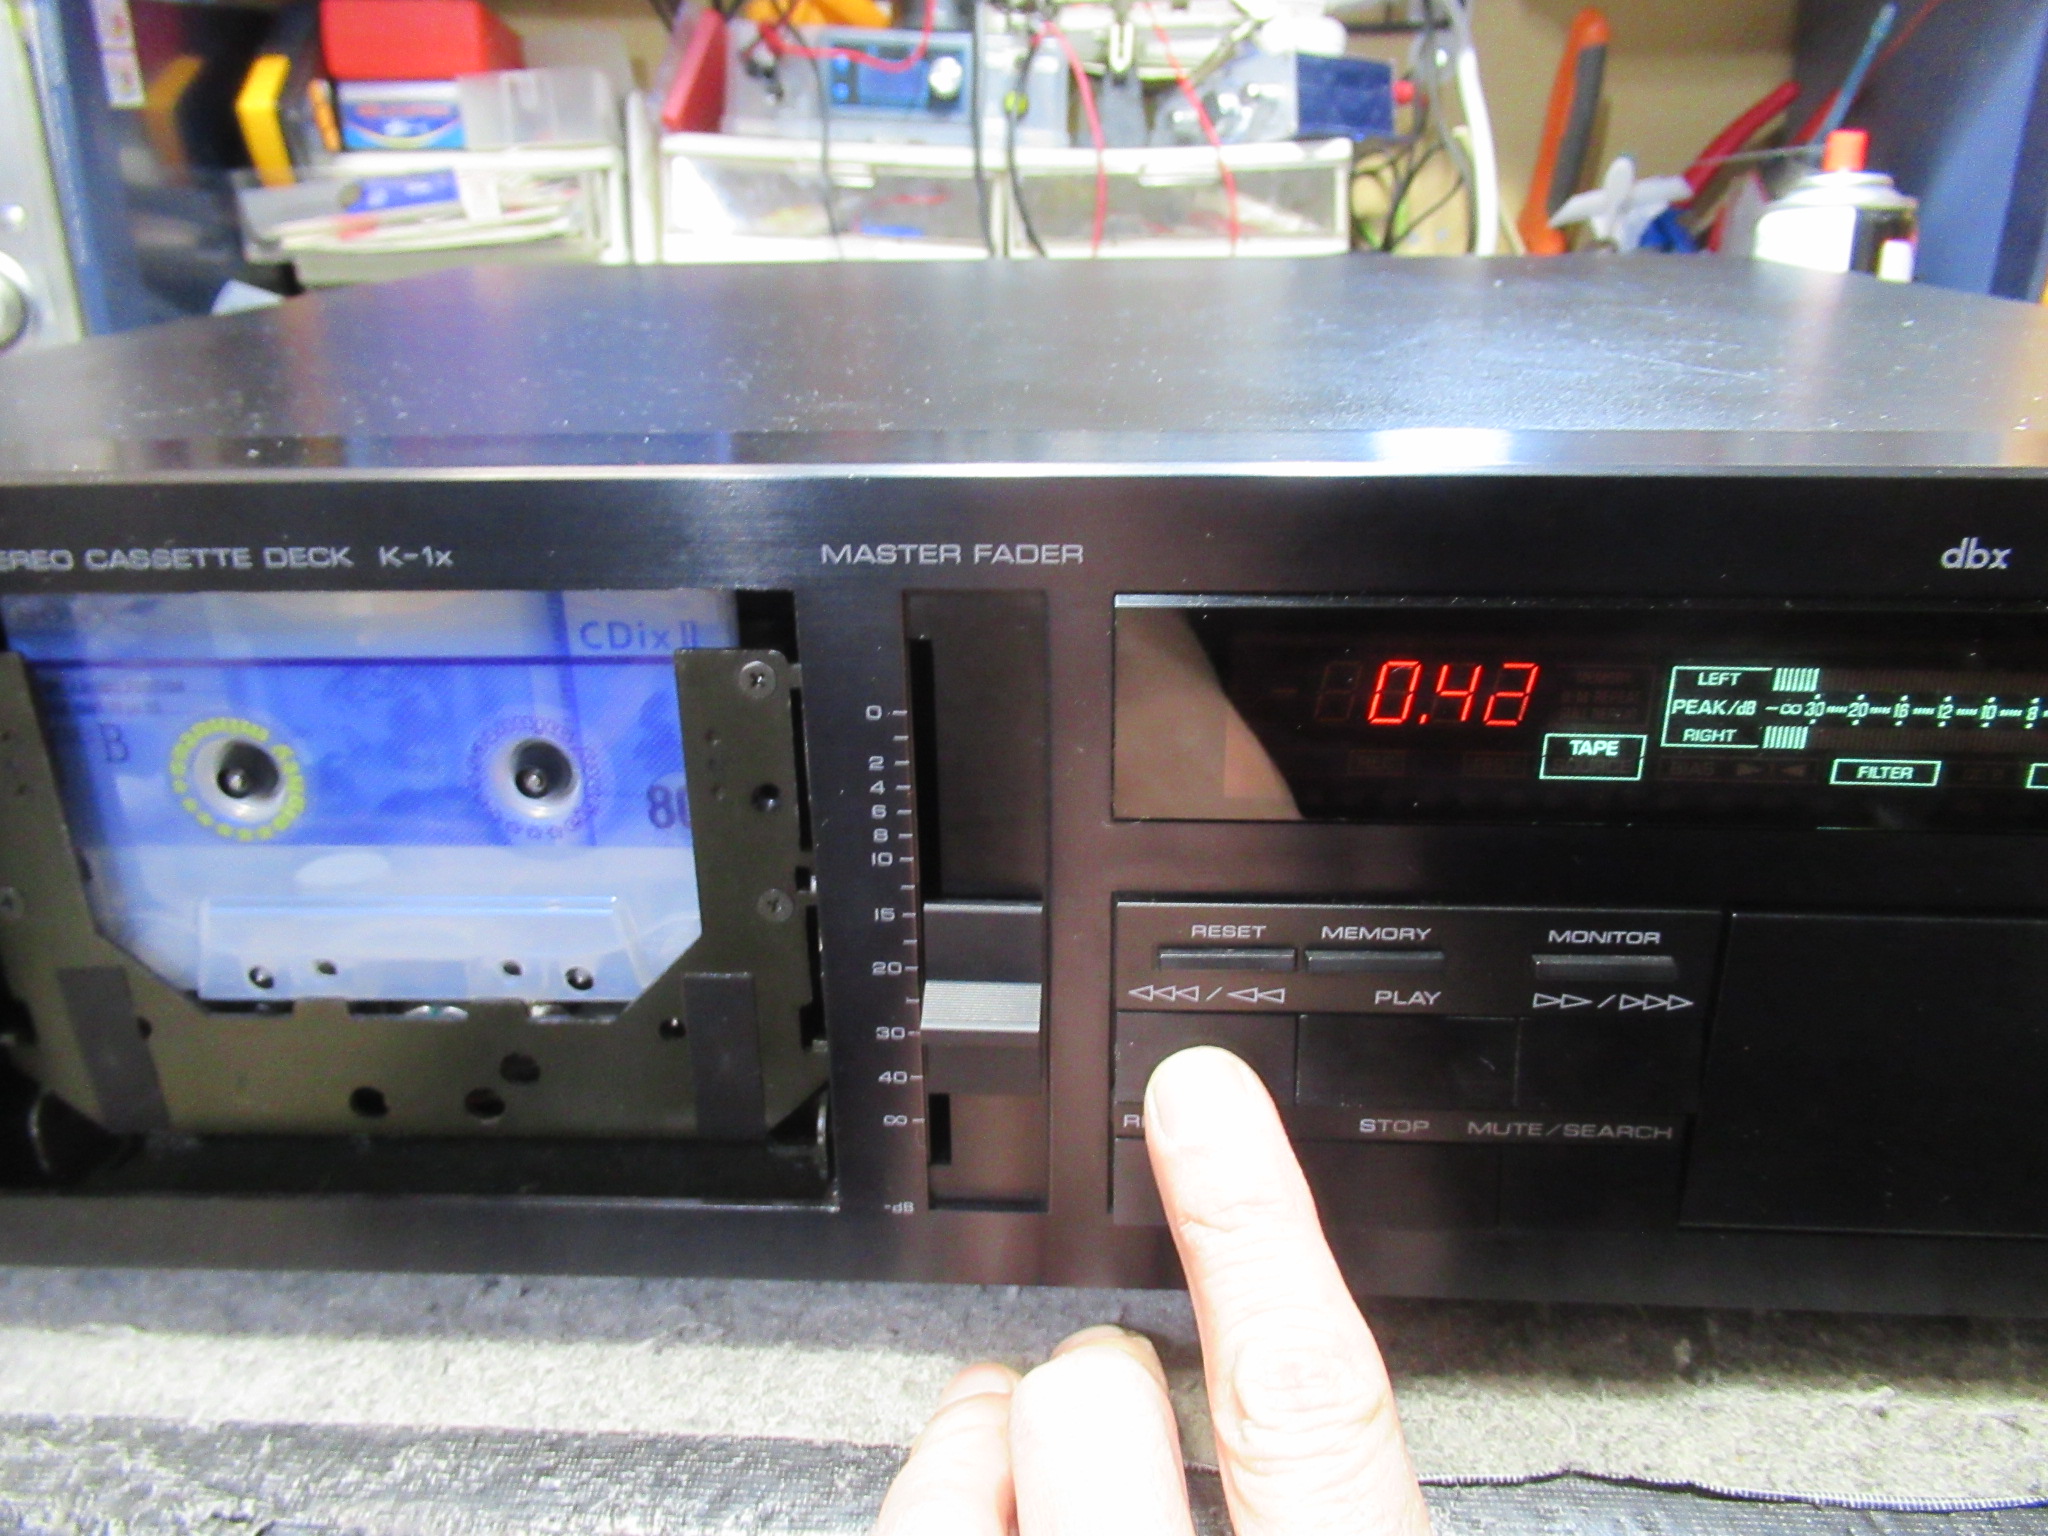 EREO CASSETTE DECK K-1x
MASTER FADER
dbx
CDix II
B
80
0
2
4
6
8
10
15
20
30
40
∞
-dB
0.42
TAPE
LEFT
PEAK/dB -∞ 30 20 16 12 10 8
RIGHT
BIAS
FILTER
RESET MEMORY MONITOR
PLAY
STOP MUTE/SEARCH